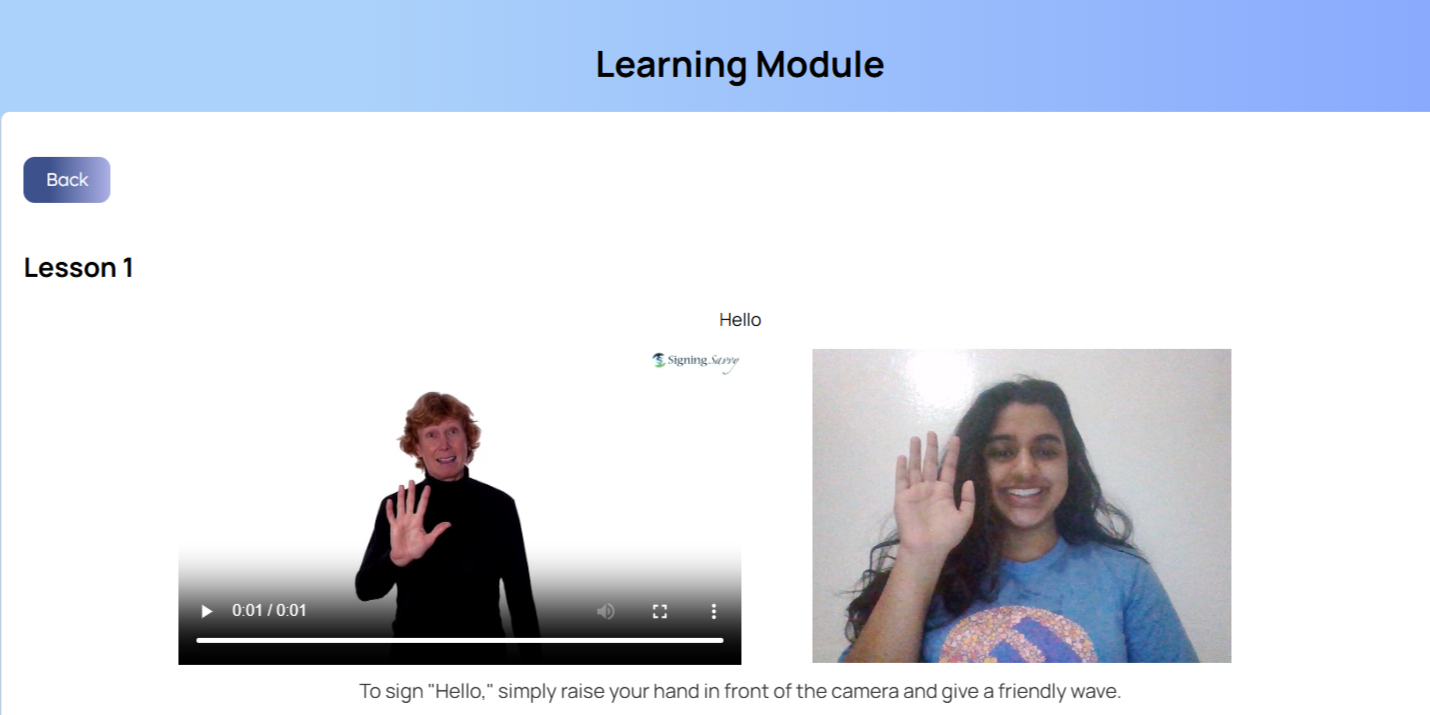 Learning Module
Back
Lesson 1
Hello
Signing Savvy
0:01 / 0:01
To sign "Hello," simply raise your hand in front of the camera and give a friendly wave.